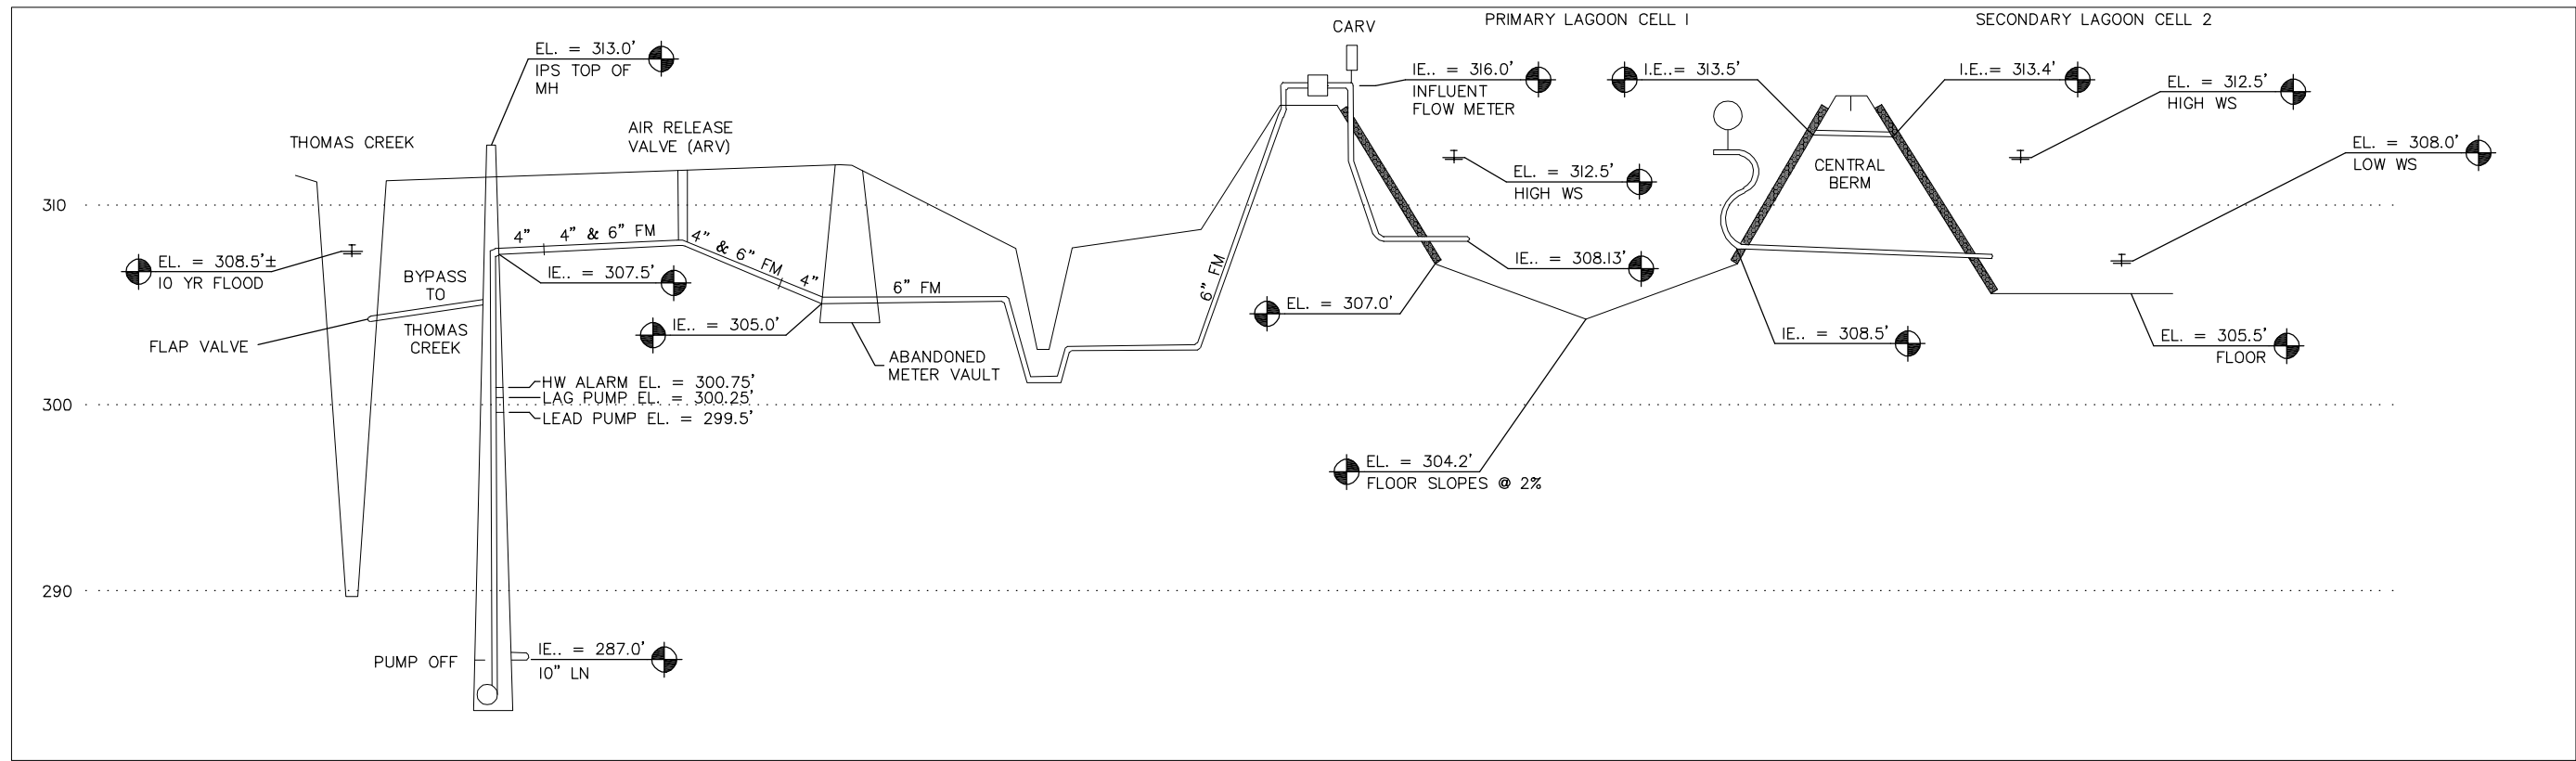 CARV
PRIMARY LAGOON CELL 1
SECONDARY LAGOON CELL 2
EL. = 313.0'
IPS TOP OF
MH
THOMAS CREEK
AIR RELEASE
VALVE (ARV)
IE.. = 316.0'
INFLUENT
FLOW METER
I.E..= 313.5'
I.E..= 313.4'
EL. = 312.5'
HIGH WS
EL. = 308.0'
LOW WS
CENTRAL
BERM
EL. = 312.5'
HIGH WS
310
4"
4" & 6" FM
4" & 6" FM
4"
6" FM
6" FM
EL. = 308.5'±
10 YR FLOOD
BYPASS
TO
THOMAS
CREEK
FLAP VALVE
IE.. = 307.5'
IE.. = 305.0'
ABANDONED
METER VAULT
EL. = 307.0'
IE.. = 308.13'
IE.. = 308.5'
EL. = 305.5'
FLOOR
HW ALARM EL. = 300.75'
LAG PUMP EL. = 300.25'
LEAD PUMP EL. = 299.5'
300
EL. = 304.2'
FLOOR SLOPES @ 2%
290
PUMP OFF
IE.. = 287.0'
10" LN